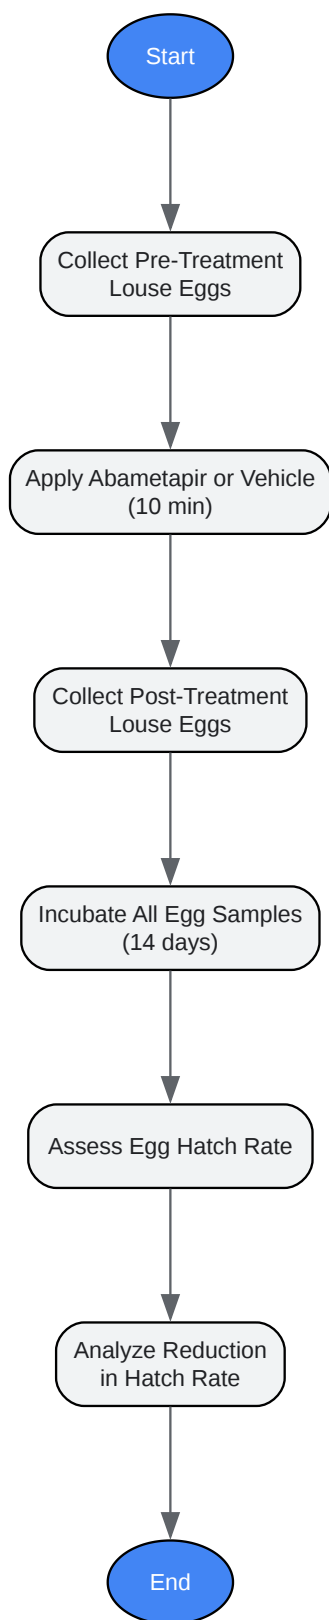 Start
Collect Pre-Treatment
Louse Eggs
Apply Abametapir or Vehicle
(10 min)
Collect Post-Treatment
Louse Eggs
Incubate All Egg Samples
(14 days)
Assess Egg Hatch Rate
Analyze Reduction
in Hatch Rate
End